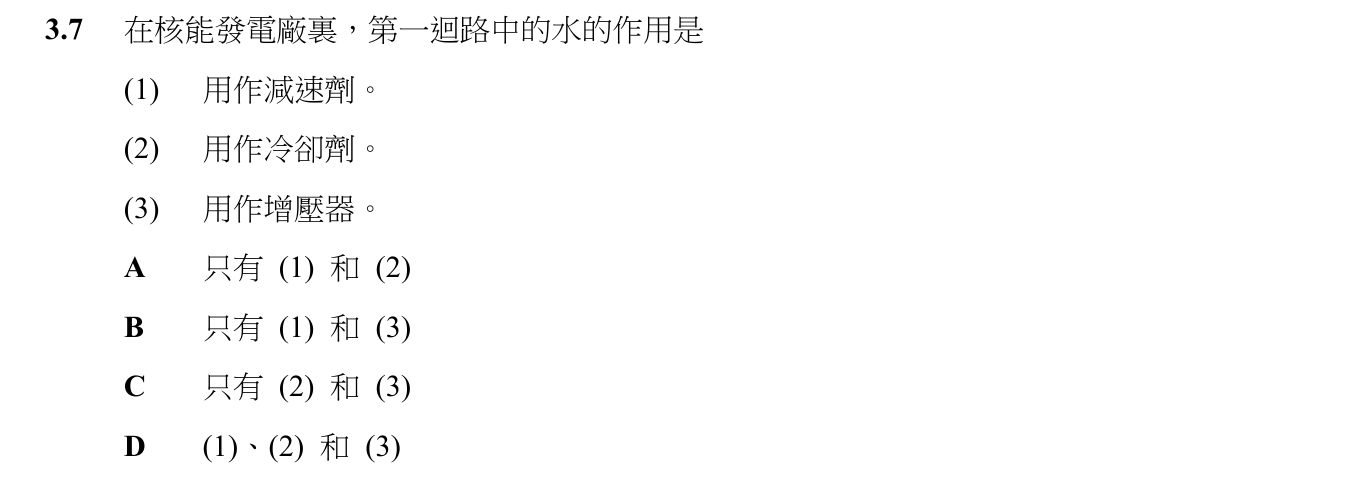 3.7 在核能發電廠裏，第一迴路中的水的作用是
(1) 用作減速劑。
(2) 用作冷卻劑。
(3) 用作增壓器。
A 只有 (1) 和 (2)
B 只有 (1) 和 (3)
C 只有 (2) 和 (3)
D (1)、(2) 和 (3)